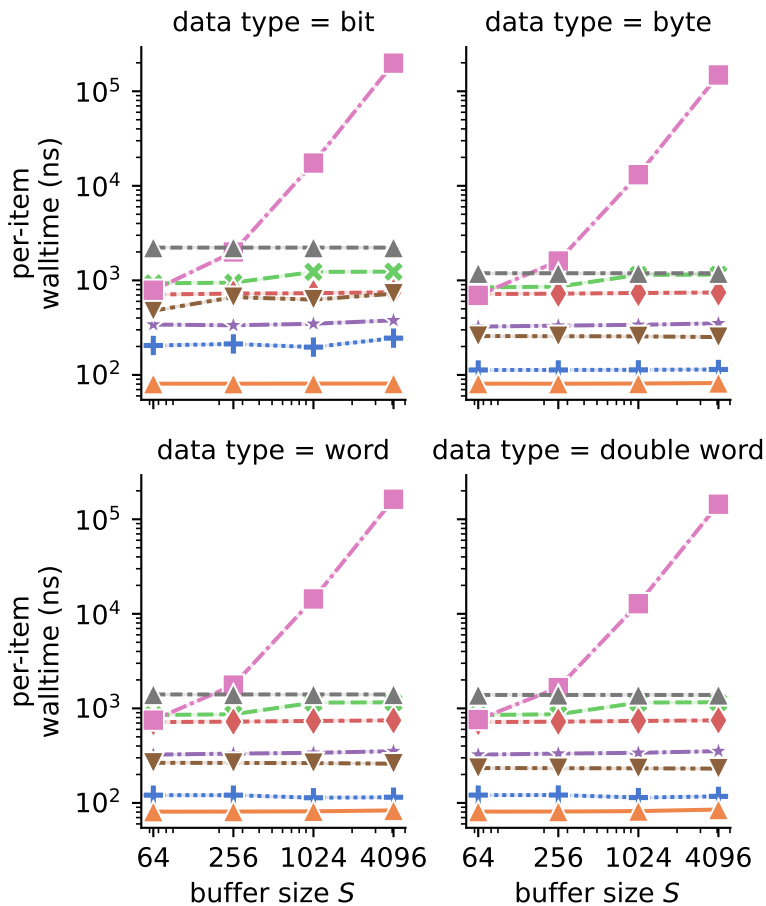 data type = bit
data type = byte
per-item
walltime (ns)
10^5
10^4
10^3
10^2
data type = word
data type = double word
per-item
walltime (ns)
10^5
10^4
10^3
10^2
64 256 1024 4096
64 256 1024 4096
buffer size S
buffer size S